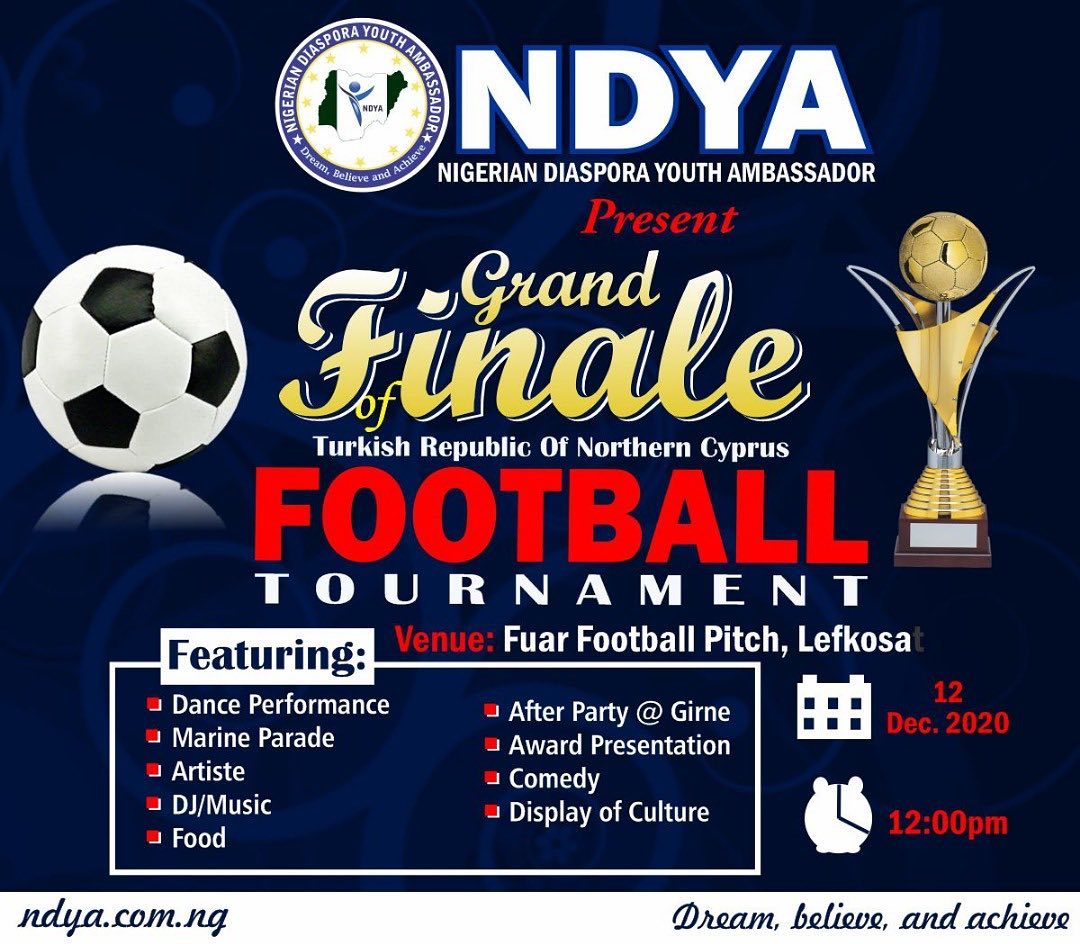 NIGERIAN DIASPORA YOUTH AMBASSADOR
NDYA
Dream, Believe and Achieve
NDYA
NIGERIAN DIASPORA YOUTH AMBASSADOR
Present
Grand
Finale
of
Turkish Republic Of Northern Cyprus
FOOTBALL
TOURNAMENT
Venue: Fuar Football Pitch, Lefkosat
Featuring:
Dance Performance
Marine Parade
Artiste
DJ/Music
Food
After Party @ Girne
Award Presentation
Comedy
Display of Culture
12
Dec. 2020
12:00pm
ndya.com.ng
Dream, believe, and achieve